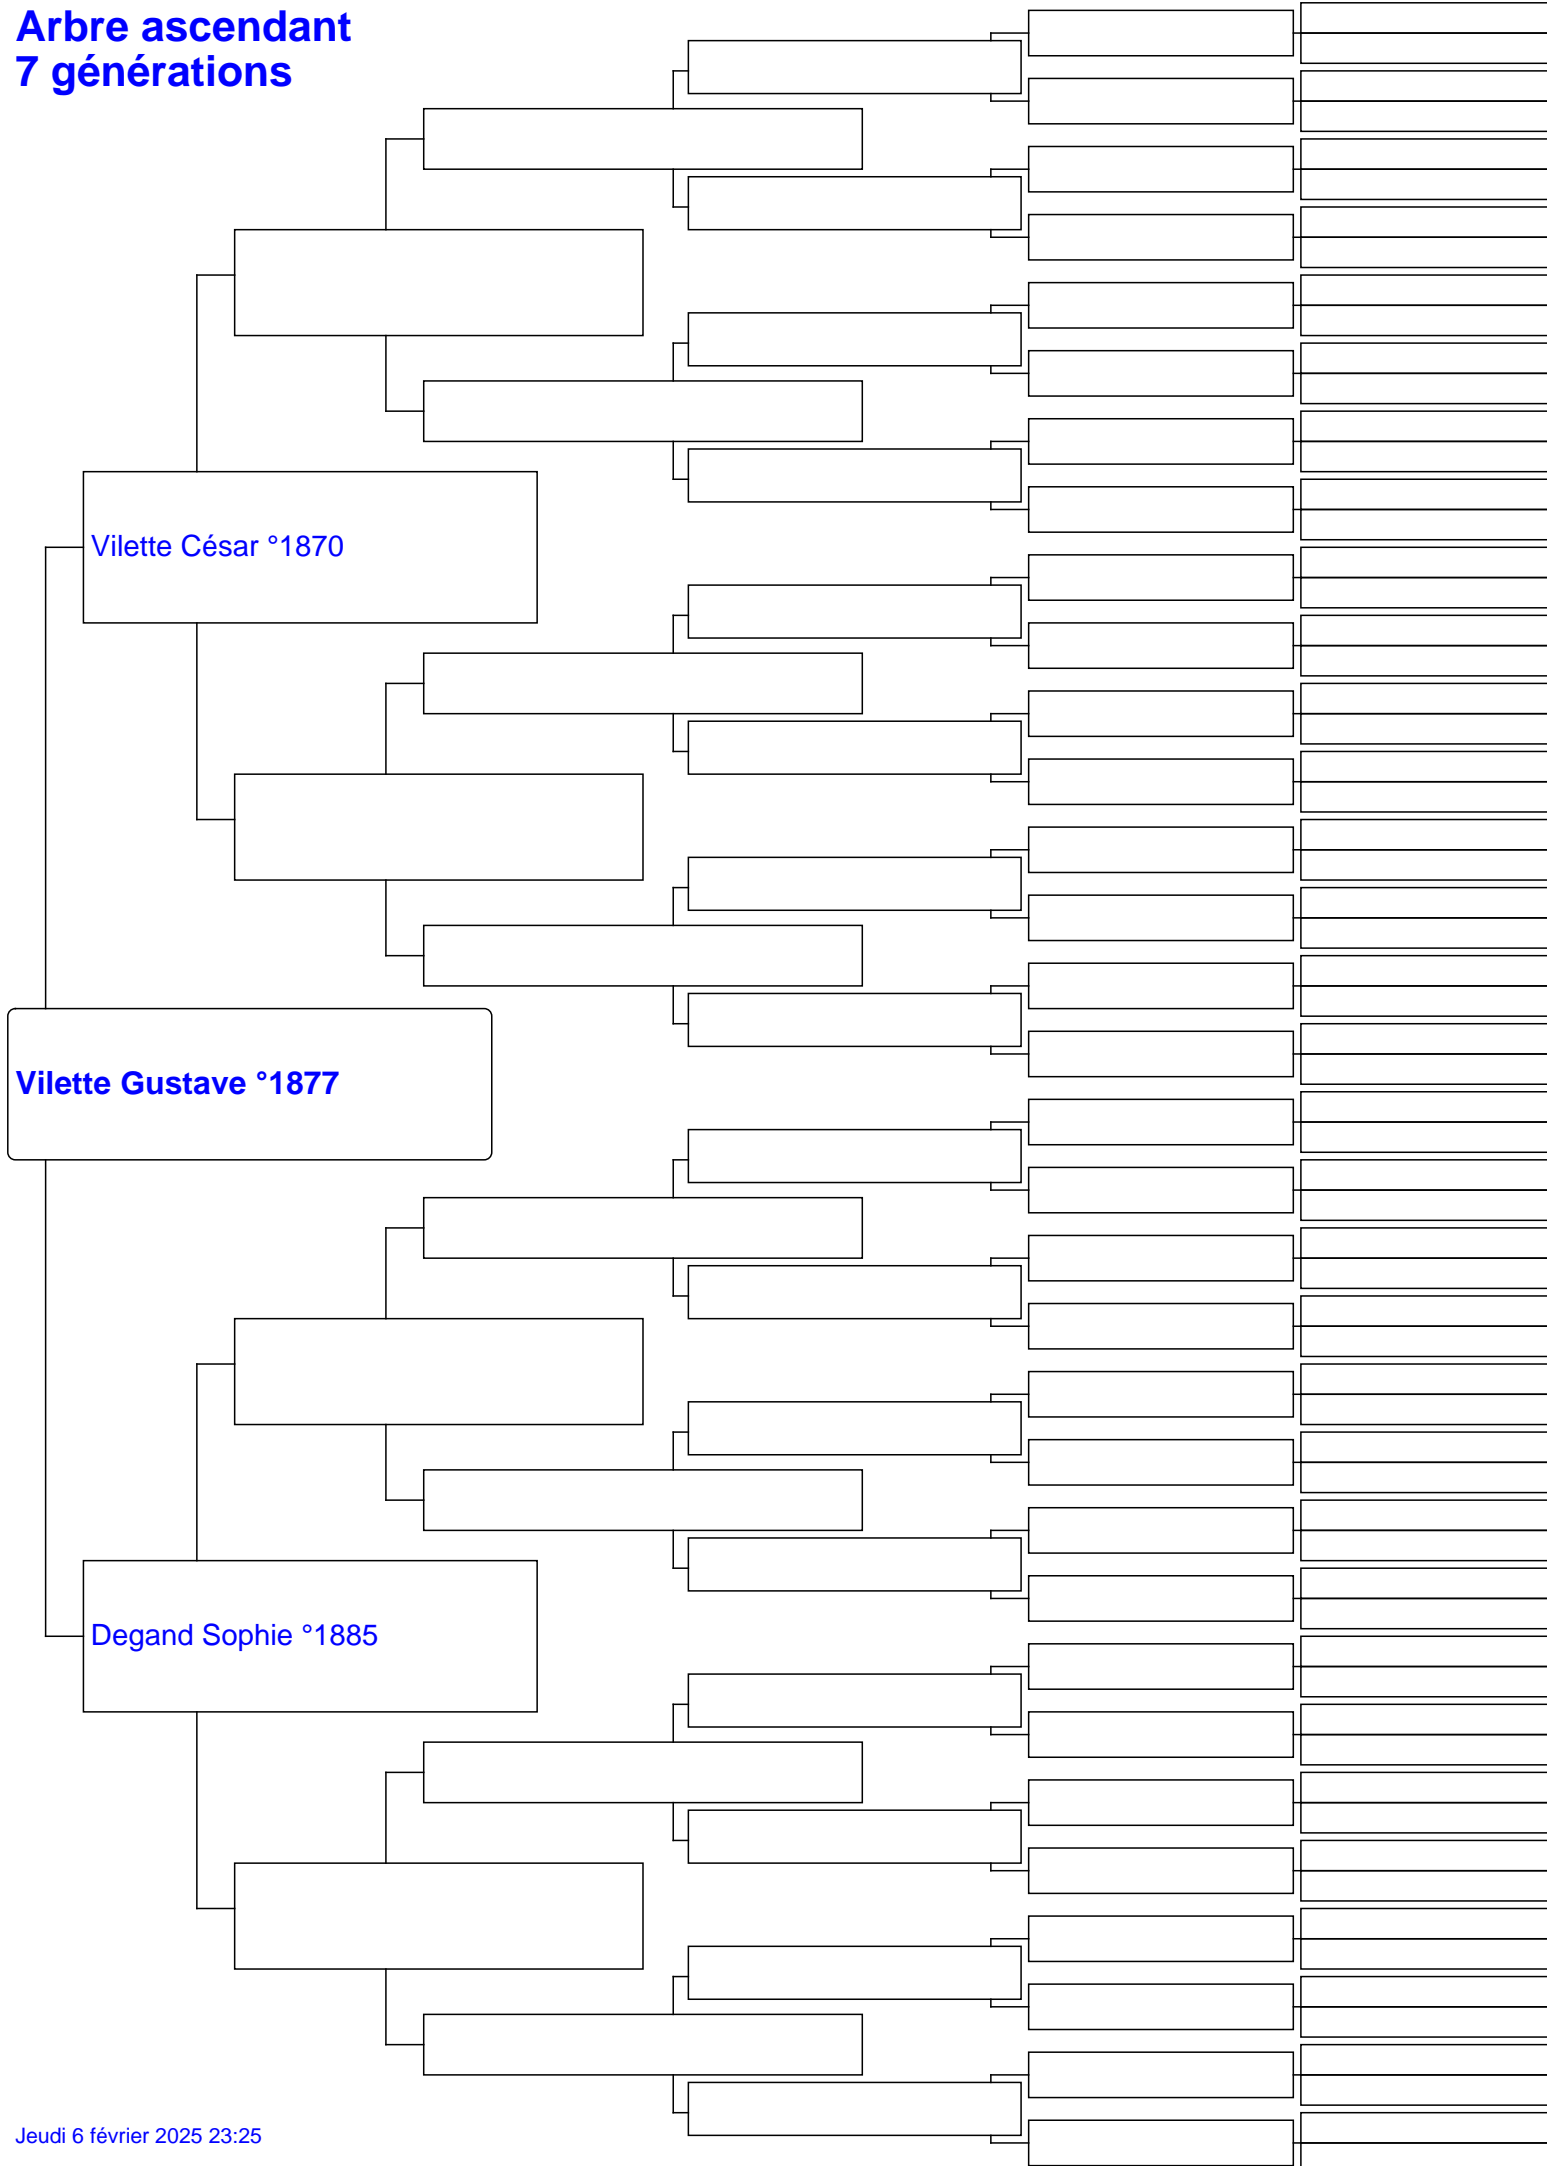 Arbre ascendant
7 générations
Vilette César °1870
Vilette Gustave °1877
Degand Sophie °1885
Jeudi 6 février 2025 23:25